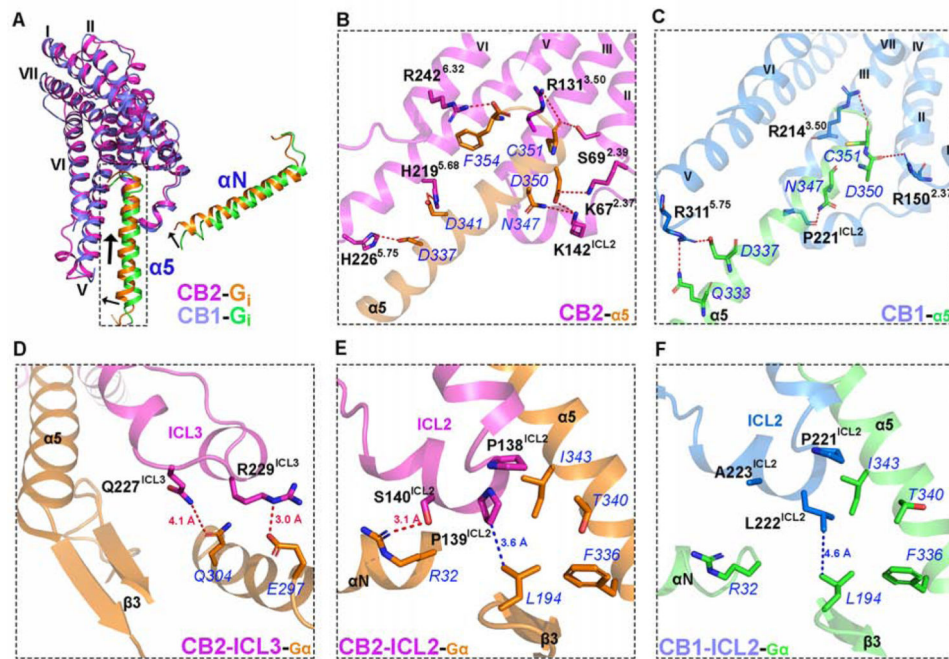 A
I II
VII
VI
V
αN
α5
CB2-Gi
CB1-Gi
B
VI V III II
R242^6.32
R131^3.50
F354
C351
S69^2.39
H219^5.68
D350
K67^2.37
D341
N347
K142^ICL2
H226^5.75
D337
α5
CB2-α5
C
VII IV
VI
III
II
V
R214^3.50
C351
N347
D350
R150^2.37
R311^5.75
P221^ICL2
D337
Q333
α5
CB1-α5
D
α5
ICL3
Q227^ICL3
R229^ICL3
4.1 A
3.0 A
Q304
E297
β3
CB2-ICL3-Gα
E
ICL2
α5
P138^ICL2
I343
S140^ICL2
T340
3.1 A
P139^ICL2
3.6 A
F336
αN
R32
L194
β3
CB2-ICL2-Gα
F
ICL2
α5
P221^ICL2
A223^ICL2
I343
T340
L222^ICL2
4.6 A
F336
αN
R32
L194
β3
CB1-ICL2-Gα